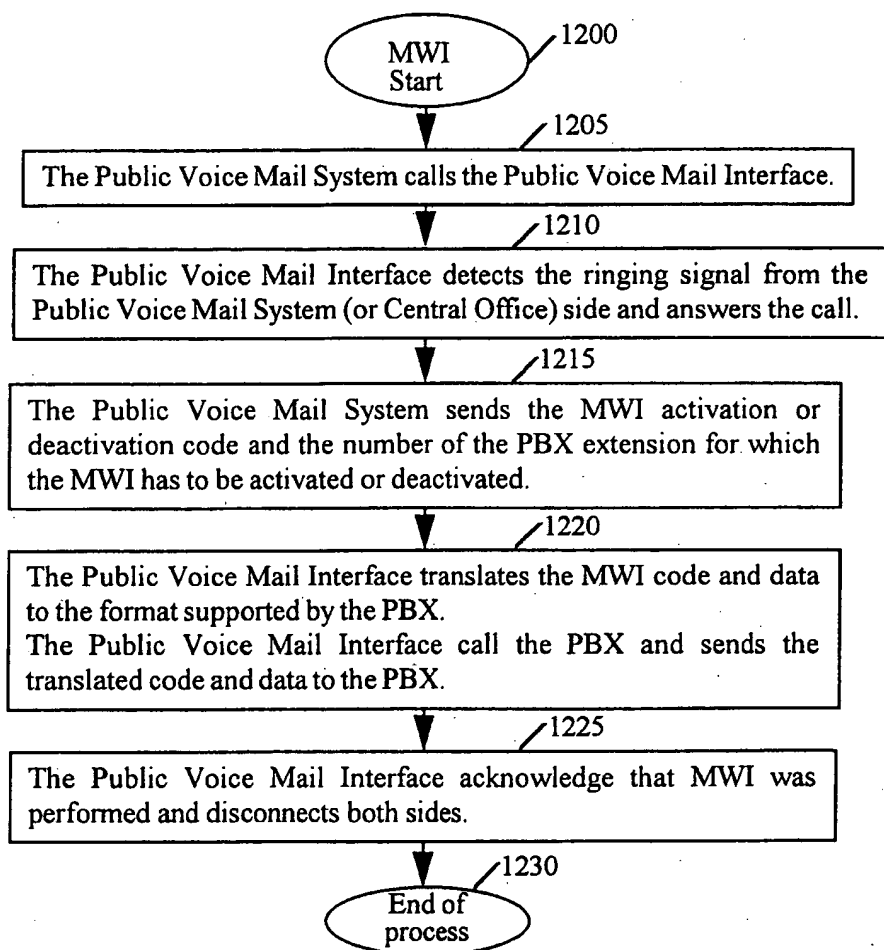 MWI
Start
1200
1205
The Public Voice Mail System calls the Public Voice Mail Interface.
1210
The Public Voice Mail Interface detects the ringing signal from the
Public Voice Mail System (or Central Office) side and answers the call.
1215
The Public Voice Mail System sends the MWI activation or
deactivation code and the number of the PBX extension for which
the MWI has to be activated or deactivated.
1220
The Public Voice Mail Interface translates the MWI code and data
to the format supported by the PBX.
The Public Voice Mail Interface call the PBX and sends the
translated code and data to the PBX.
1225
The Public Voice Mail Interface acknowledge that MWI was
performed and disconnects both sides.
1230
End of
process